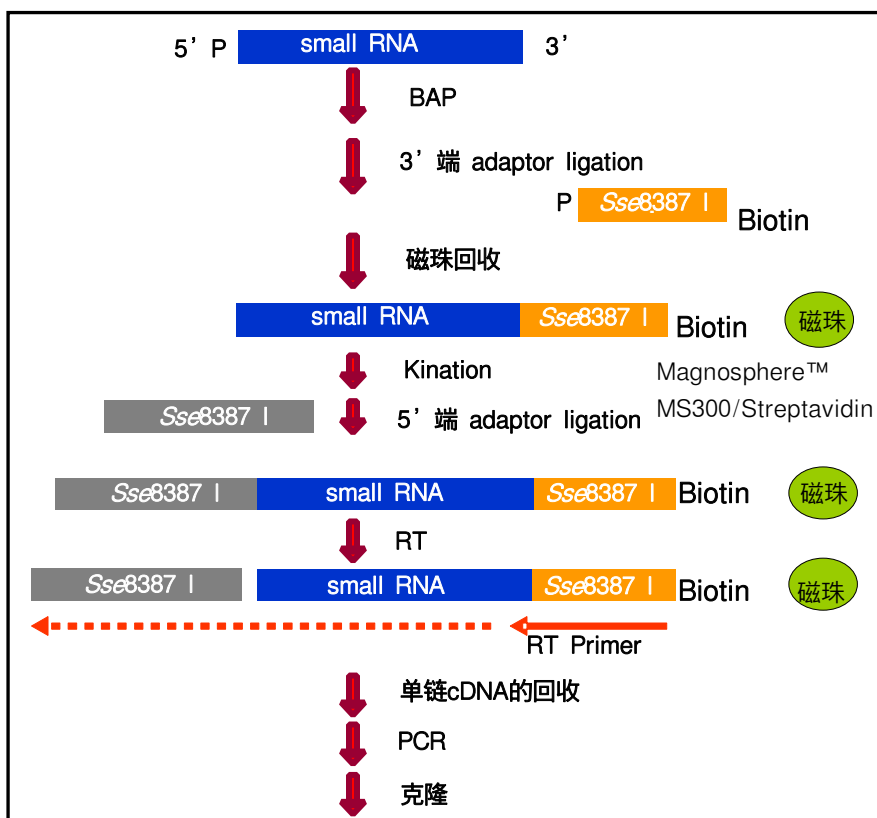 5’ P small RNA 3’
BAP
3’端 adaptor ligation
P Sse8387 I Biotin
磁珠回收
small RNA Sse8387 I Biotin 磁珠
Kination Magnosphere™
Sse8387 I 5’端 adaptor ligation MS300/Streptavidin
Sse8387 I small RNA Sse8387 I Biotin 磁珠
RT
Sse8387 I small RNA Sse8387 I Biotin 磁珠
RT Primer
单链cDNA的回收
PCR
克隆